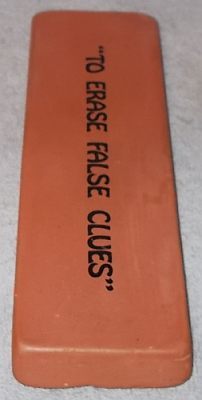 "TO ERASE FALSE CLUES"